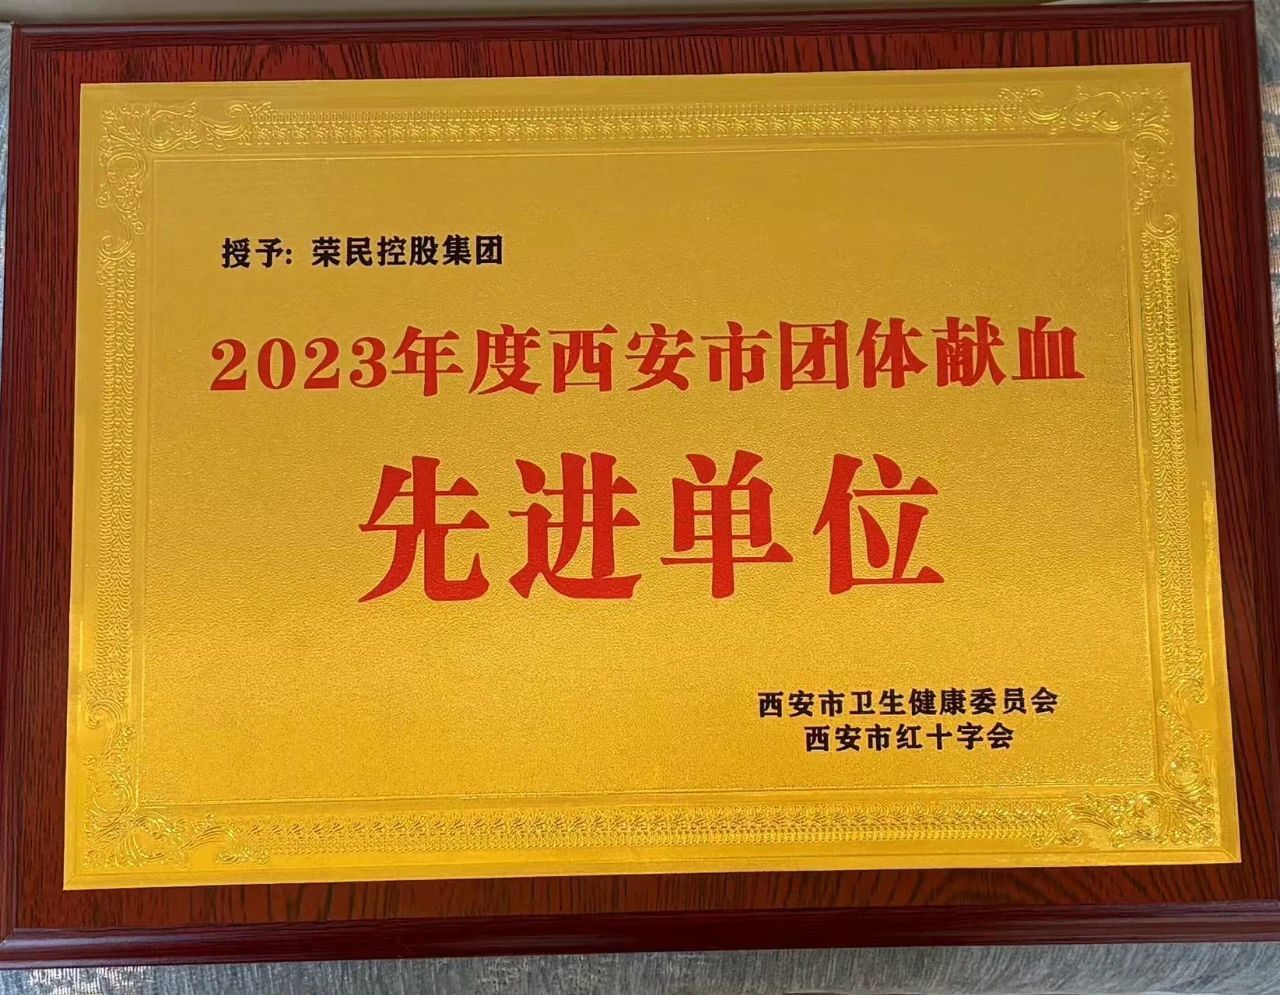 授予: 荣民控股集团
2023年度西安市团体献血
先进单位
西安市卫生健康委员会
西安市红十字会